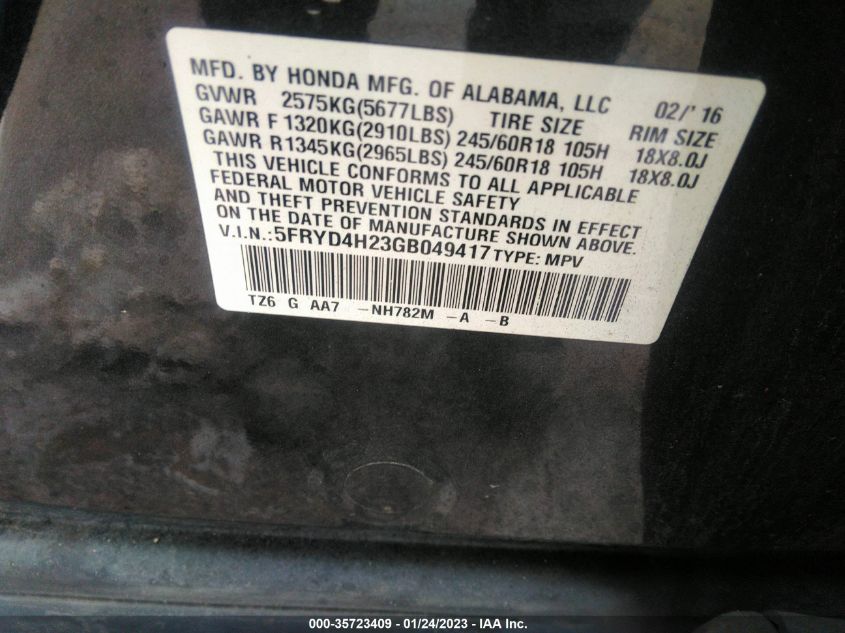 MFD. BY HONDA MFG. OF ALABAMA, LLC 02/' 16
GVWR 2575KG(5677LBS) TIRE SIZE RIM SIZE
GAWR F 1320KG(2910LBS) 245/60R18 105H 18X8.0J
GAWR R 1345KG(2965LBS) 245/60R18 105H 18X8.0J
THIS VEHICLE CONFORMS TO ALL APPLICABLE
FEDERAL MOTOR VEHICLE SAFETY
AND THEFT PREVENTION STANDARDS IN EFFECT
ON THE DATE OF MANUFACTURE SHOWN ABOVE.
V.I.N.:5FRYD4H23GB049417 TYPE: MPV
TZ6 G AA7 -NH782M -A -B
000-35723409 - 01/24/2023 - IAA Inc.